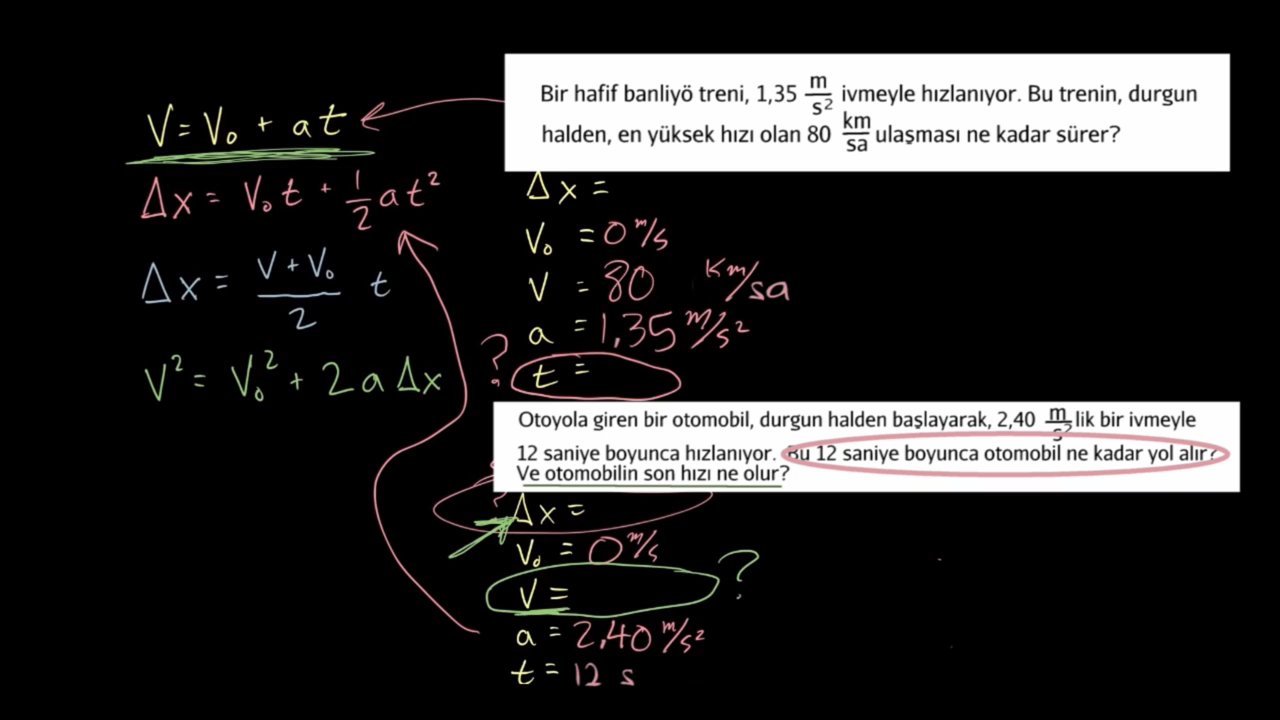 V = V₀ + at
Δx = V₀t + 1/2 at²
Δx = (V + V₀)/2 t
V² = V₀² + 2aΔx
Bir hafif banliyö treni, 1,35 m/s² ivmeyle hızlanıyor. Bu trenin, durgun
halden, en yüksek hızı olan 80 km/sa ulaşması ne kadar sürer?
Δx =
V₀ = 0 m/s
V = 80 Km/sa
a = 1,35 m/s²
? t =
Otoyola giren bir otomobil, durgun halden başlayarak, 2,40 m/s² lik bir ivmeyle
12 saniye boyunca hızlanıyor. Bu 12 saniye boyunca otomobil ne kadar yol alır?
Ve otomobilin son hızı ne olur?
? Δx =
V₀ = 0 m/s
V = ?
a = 2,40 m/s²
t = 12 s